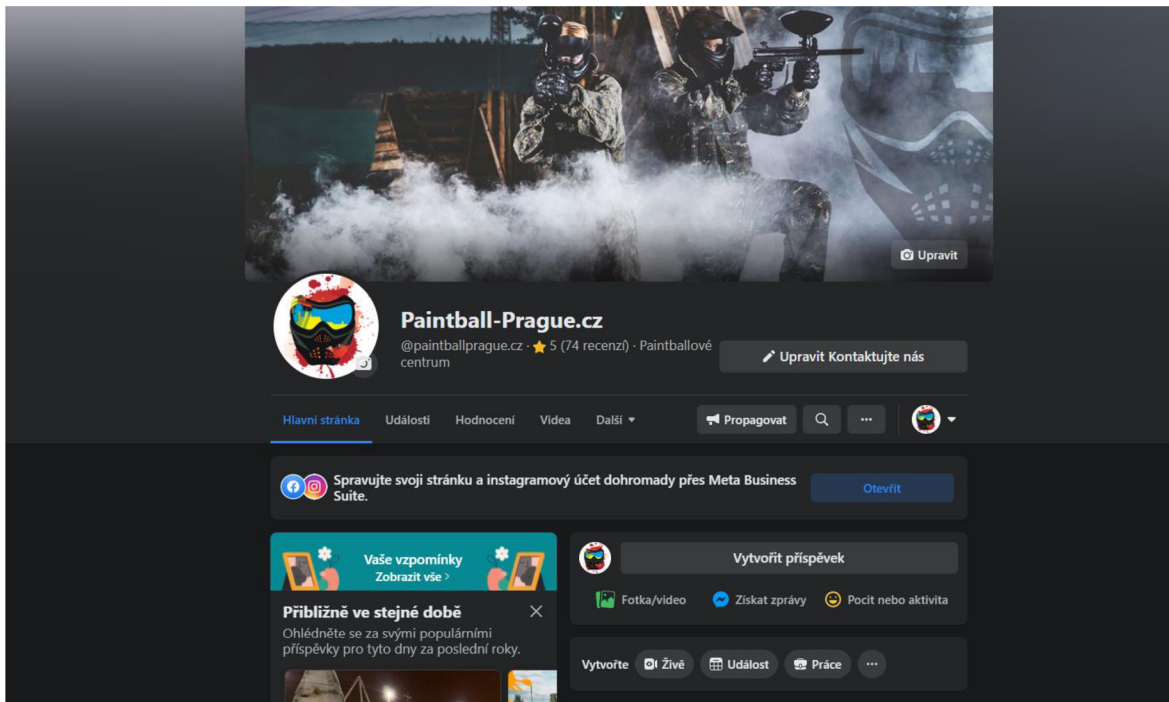 Upravit
Paintball-Prague.cz
@paintballprague.cz · 5 (74 recenzí) · Paintballové
centrum
Upravit Kontaktujte nás
Hlavní stránka Události Hodnocení Videa Další Propagovat
Spravujte svoji stránku a instagramový účet dohromady přes Meta Business
Suite.
Otevřít
Vaše vzpomínky
Zobrazit vše
Přibližně ve stejné době
Ohlédněte se za svými populárními
příspěvky pro tyto dny za poslední roky.
Vytvořit příspěvek
Fotka/video Získat zprávy Pocit nebo aktivita
Vytvořte Živě Událost Práce